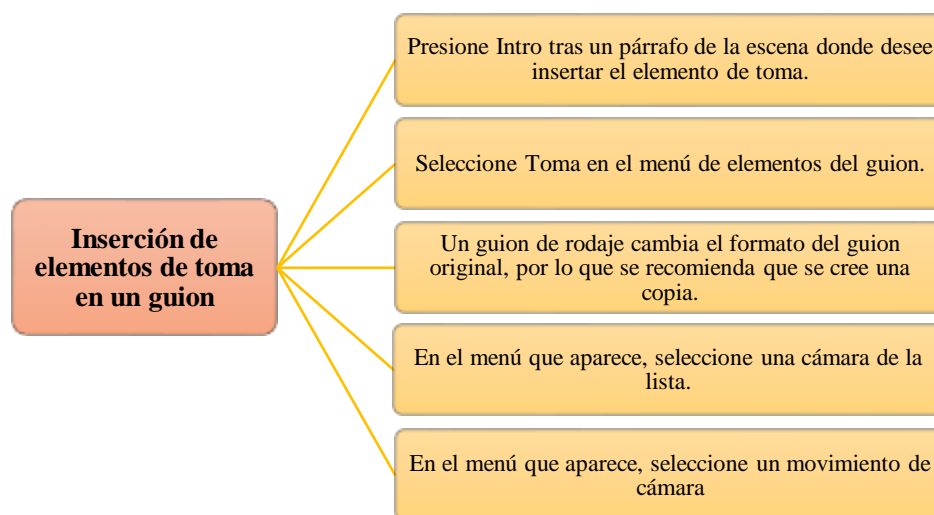 Inserción de
elementos de toma
en un guion
Presione Intro tras un párrafo de la escena donde desee
insertar el elemento de toma.
Seleccione Toma en el menú de elementos del guion.
Un guion de rodaje cambia el formato del guion
original, por lo que se recomienda que se cree una
copia.
En el menú que aparece, seleccione una cámara de la
lista.
En el menú que aparece, seleccione un movimiento de
cámara